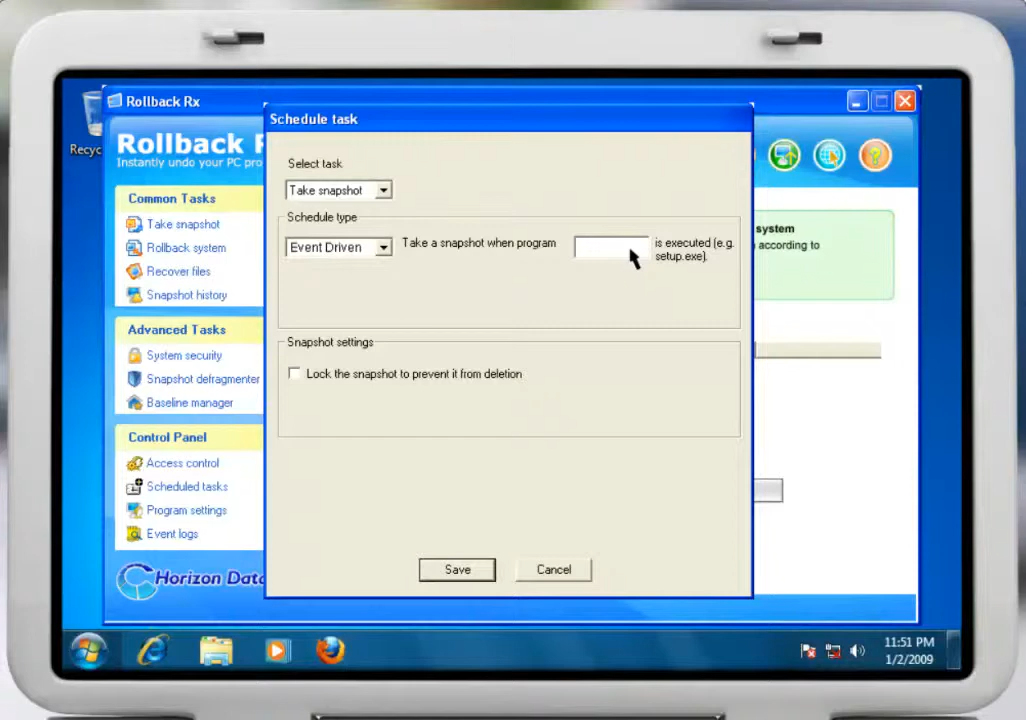 Recyc
Rollback Rx
Rollback
Instantly undo your PC pro
Common Tasks
Take snapshot
Rollback system
Recover files
Snapshot history
Advanced Tasks
System security
Snapshot defragmenter
Baseline manager
Control Panel
Access control
Scheduled tasks
Program settings
Event logs
Horizon Data
Schedule task
Select task
Take snapshot
Schedule type
Event Driven
Take a snapshot when program
is executed (e.g.
setup.exe).
Snapshot settings
Lock the snapshot to prevent it from deletion
Save
Cancel
system
according to
?
11:51 PM
1/2/2009